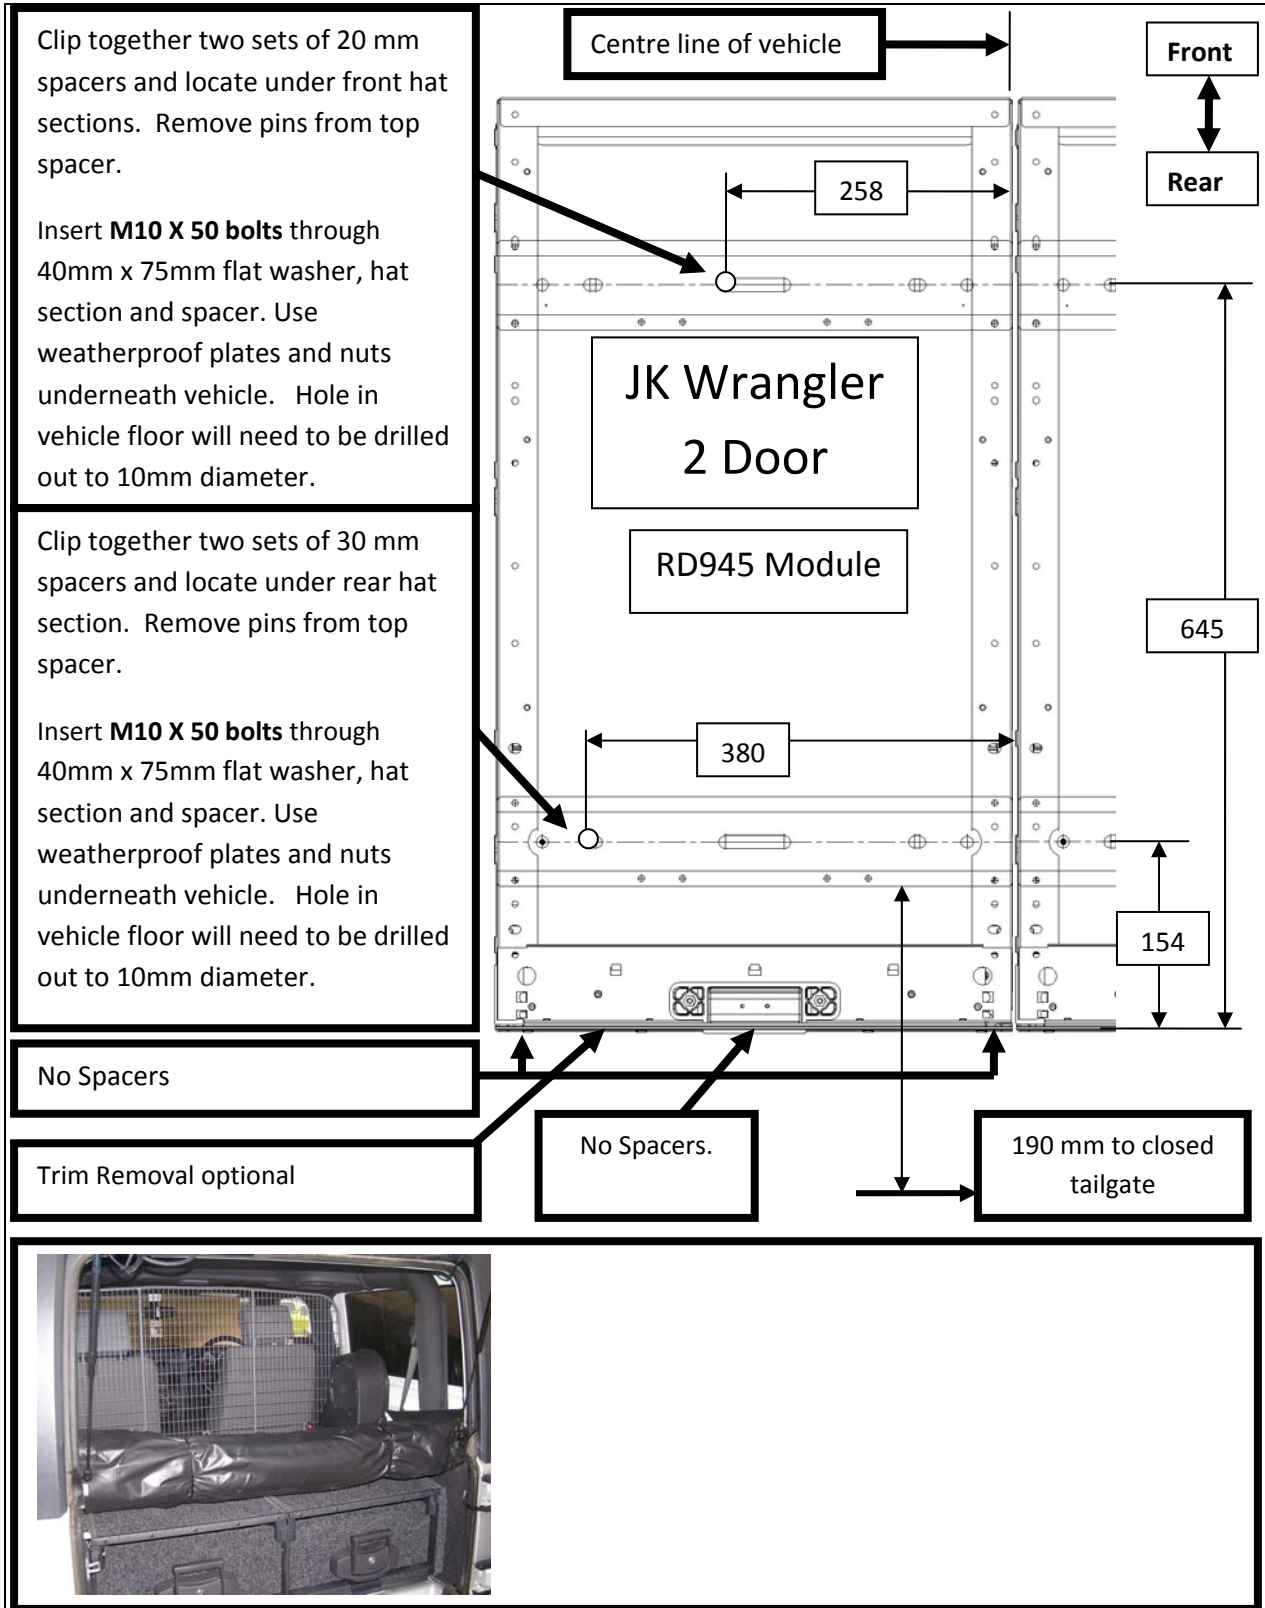 Clip together two sets of 20 mm
spacers and locate under front hat
sections.  Remove pins from top
spacer.
Insert M10 X 50 bolts through
40mm x 75mm flat washer, hat
section and spacer. Use
weatherproof plates and nuts
underneath vehicle.   Hole in
vehicle floor will need to be drilled
out to 10mm diameter.
Clip together two sets of 30 mm
spacers and locate under rear hat
section.  Remove pins from top
spacer.
Insert M10 X 50 bolts through
40mm x 75mm flat washer, hat
section and spacer. Use
weatherproof plates and nuts
underneath vehicle.   Hole in
vehicle floor will need to be drilled
out to 10mm diameter.
No Spacers
Trim Removal optional
Centre line of vehicle
Front
Rear
258
JK Wrangler
2 Door
RD945 Module
645
380
154
No Spacers.
190 mm to closed
tailgate